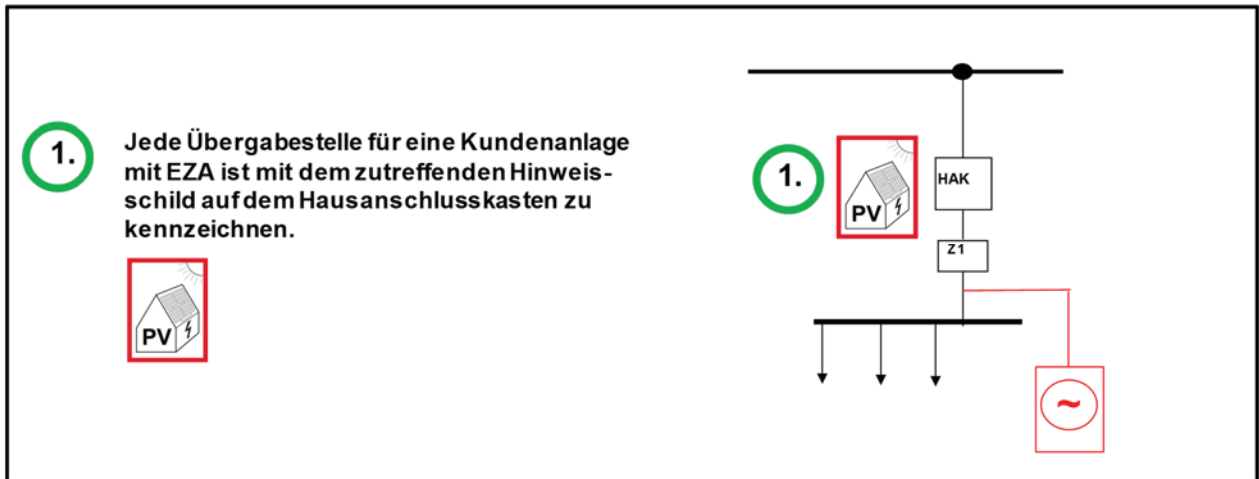 1.
Jede Übergabestelle für eine Kundenanlage
mit EZA ist mit dem zutreffenden Hinweis-
schild auf dem Hausanschlusskasten zu
kennzeichnen.
PV
1.
PV
HAK
Z1
~